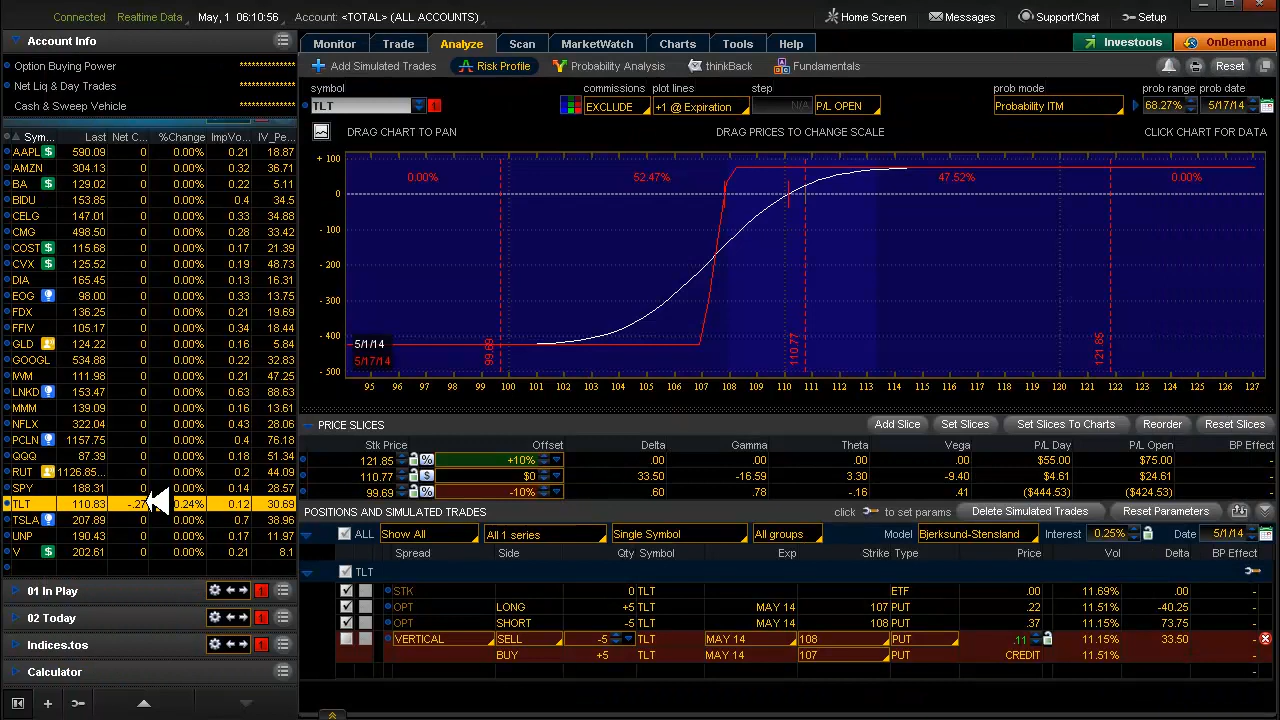 Connected Realtime Data May, 1 06:10:56 Account: <TOTAL> (ALL ACCOUNTS) Home Screen Messages Support/Chat Setup
Account Info
Option Buying Power **************
Net Liq & Day Trades **************
Cash & Sweep Vehicle **************
Sym... Last Net C... %Change ImpVo... IV_Pe...
AAPL $ 590.09 0 0.00% 0.21 18.87
AMZN 304.13 0 0.00% 0.32 36.71
BA $ 129.02 0 0.00% 0.22 5.11
BIDU 153.85 0 0.00% 0.4 34.5
CELG 147.01 0 0.00% 0.33 34.88
CMG 498.50 0 0.00% 0.28 33.42
COST $ 115.68 0 0.00% 0.17 21.39
CVX $ 125.52 0 0.00% 0.19 48.73
DIA 165.45 0 0.00% 0.13 16.31
EOG 98.00 0 0.00% 0.33 13.75
FDX 136.25 0 0.00% 0.21 19.69
FFIV 105.17 0 0.00% 0.34 18.44
GLD 124.22 0 0.00% 0.16 5.84
GOOGL 534.88 0 0.00% 0.22 32.83
IWM 111.98 0 0.00% 0.21 47.25
LNKD 153.47 0 0.00% 0.63 88.63
MMM 139.09 0 0.00% 0.16 13.61
NFLX 322.04 0 0.00% 0.43 28.06
PCLN 1157.75 0 0.00% 0.4 76.18
QQQ 87.39 0 0.00% 0.18 51.34
RUT 1126.85... 0 0.00% 0.2 44.09
SPY 188.31 0 0.00% 0.14 28.57
TLT 110.83 -.27 0.24% 0.12 30.69
TSLA 207.89 0 0.00% 0.7 38.96
UNP 190.43 0 0.00% 0.17 11.97
V $ 202.61 0 0.00% 0.21 8.1
01 In Play 1
02 Today 1
Indices.tos 1
Calculator
Monitor Trade Analyze Scan MarketWatch Charts Tools Help Investools OnDemand
Add Simulated Trades Risk Profile Probability Analysis thinkBack Fundamentals Reset
symbol commissions plot lines step prob mode prob range prob date
TLT 1 EXCLUDE +1 @ Expiration N/A P/L OPEN Probability ITM 68.27% 5/17/14
DRAG CHART TO PAN DRAG PRICES TO CHANGE SCALE CLICK CHART FOR DATA
+ 100
0.00% 52.47% 47.52% 0.00%
0
- 100
- 200
- 300
- 400
5/1/14
5/17/14
99.69 110.77 121.85
- 500
95 96 97 98 99 100 101 102 103 104 105 106 107 108 109 110 111 112 113 114 115 116 117 118 119 120 121 122 123 124 125 126 127
PRICE SLICES Add Slice Set Slices Set Slices To Charts Reorder Reset Slices
Stk Price Offset Delta Gamma Theta Vega P/L Day P/L Open BP Effect
121.85 % +10% .00 .00 .00 .00 $55.00 $75.00 -
110.77 $ $0 33.50 -16.59 3.30 -9.40 $4.61 $24.61 -
99.69 % -10% .60 .78 -.16 .41 ($444.53) ($424.53) -
POSITIONS AND SIMULATED TRADES click to set params Delete Simulated Trades Reset Parameters
ALL Show All All 1 series Single Symbol All groups Model Bjerksund-Stensland Interest 0.25% Date 5/1/14
Spread Side Qty Symbol Exp Strike Type Price Vol Delta BP Effect
TLT
STK 0 TLT ETF .00 11.69% .00 -
OPT LONG +5 TLT MAY 14 107 PUT .22 11.51% -40.25 -
OPT SHORT -5 TLT MAY 14 108 PUT .37 11.15% 73.75 -
VERTICAL SELL -5 TLT MAY 14 108 PUT .11 11.15% 33.50 -
BUY +5 TLT MAY 14 107 PUT CREDIT 11.51% -